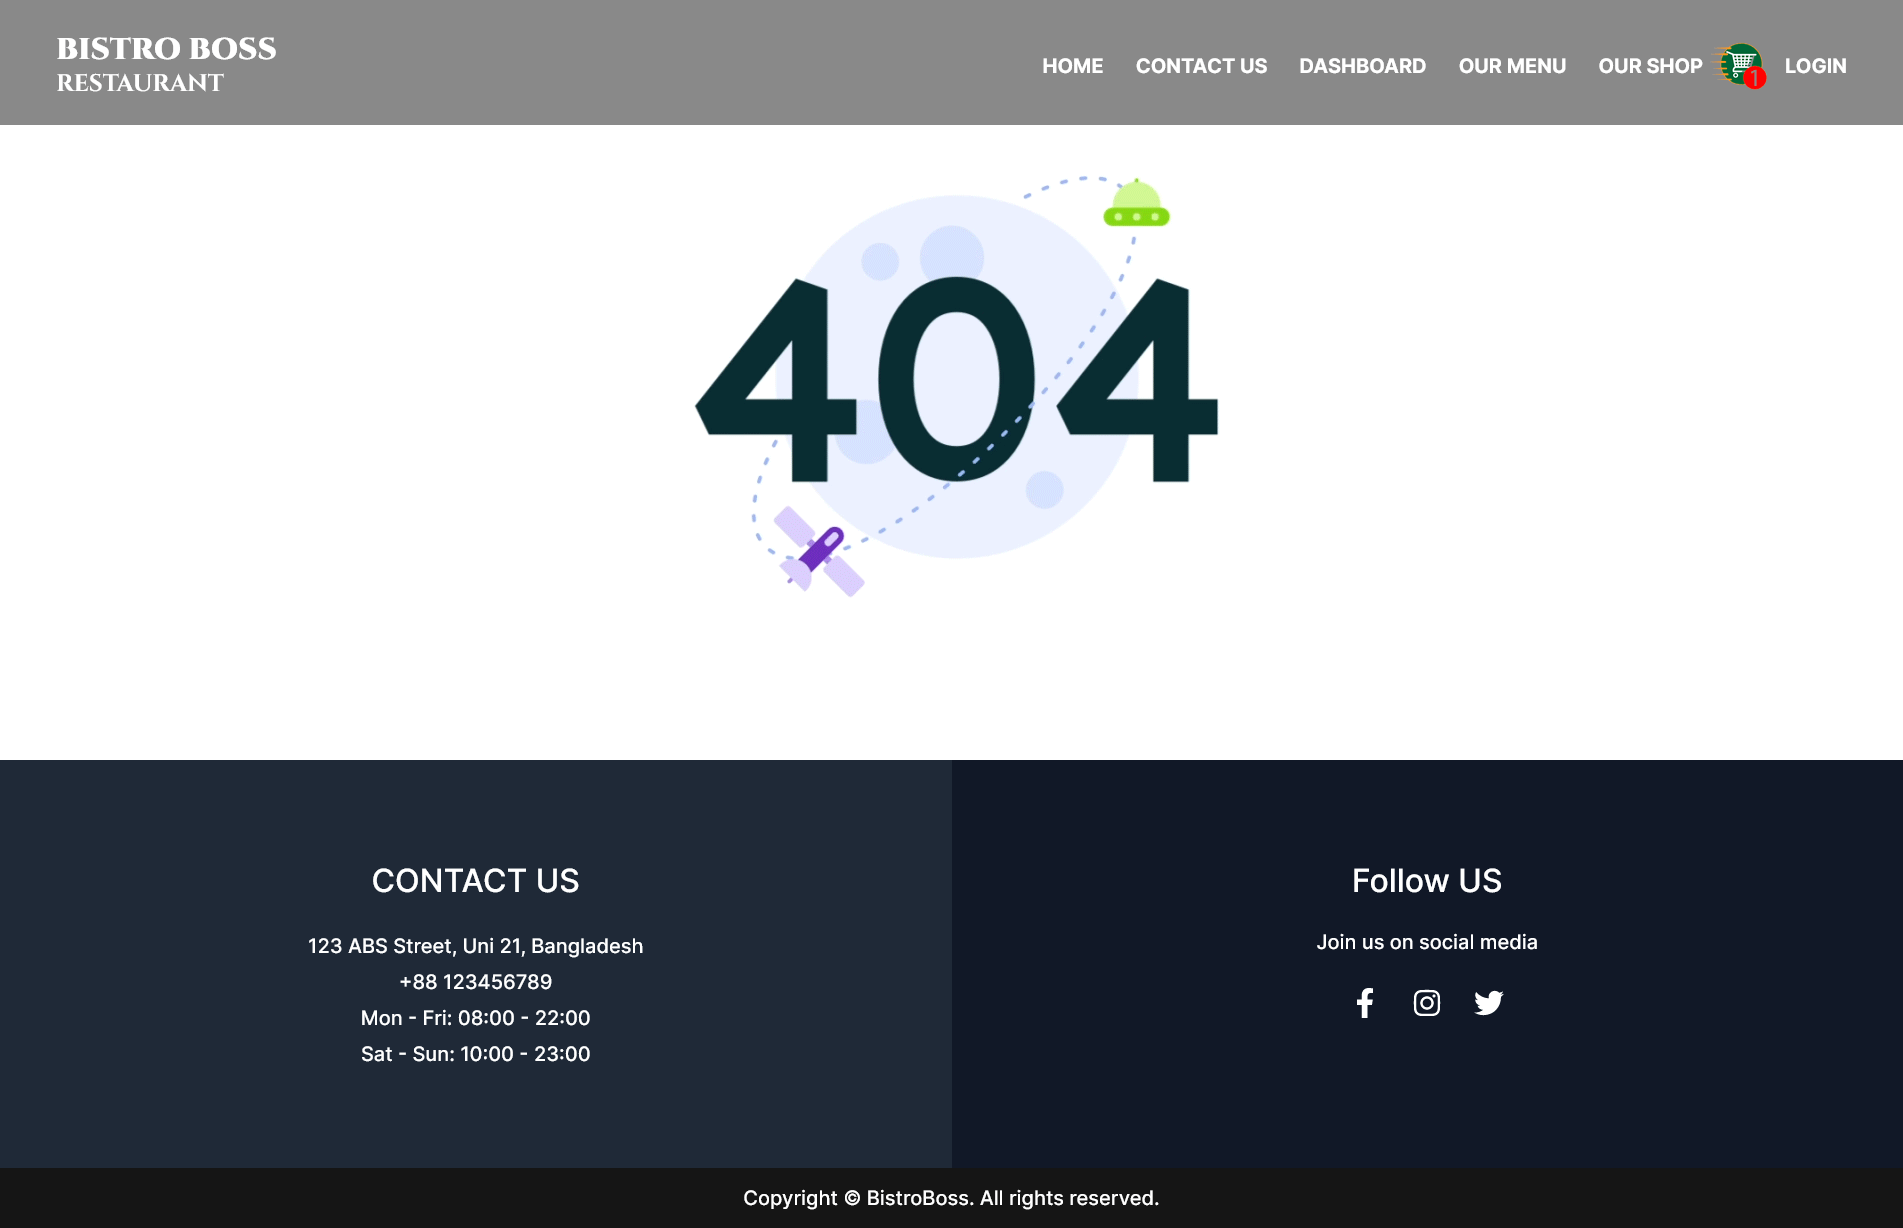 BISTRO BOSS
RESTAURANT
HOME CONTACT US DASHBOARD OUR MENU OUR SHOP 1 LOGIN
404
CONTACT US
123 ABS Street, Uni 21, Bangladesh
+88 123456789
Mon - Fri: 08:00 - 22:00
Sat - Sun: 10:00 - 23:00
Follow US
Join us on social media
Copyright © BistroBoss. All rights reserved.